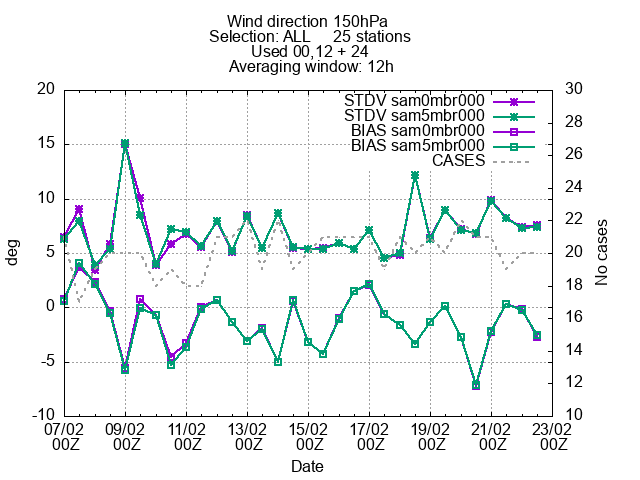 Wind direction 150hPa
Selection: ALL 25 stations
Used 00,12 + 24
Averaging window: 12h
STDV sam0mbr000
STDV sam5mbr000
BIAS sam0mbr000
BIAS sam5mbr000
CASES
20
15
10
5
0
-5
-10
deg
30
28
26
24
22
20
18
16
14
12
10
No cases
07/02 09/02 11/02 13/02 15/02 17/02 19/02 21/02 23/02
00Z 00Z 00Z 00Z 00Z 00Z 00Z 00Z 00Z
Date